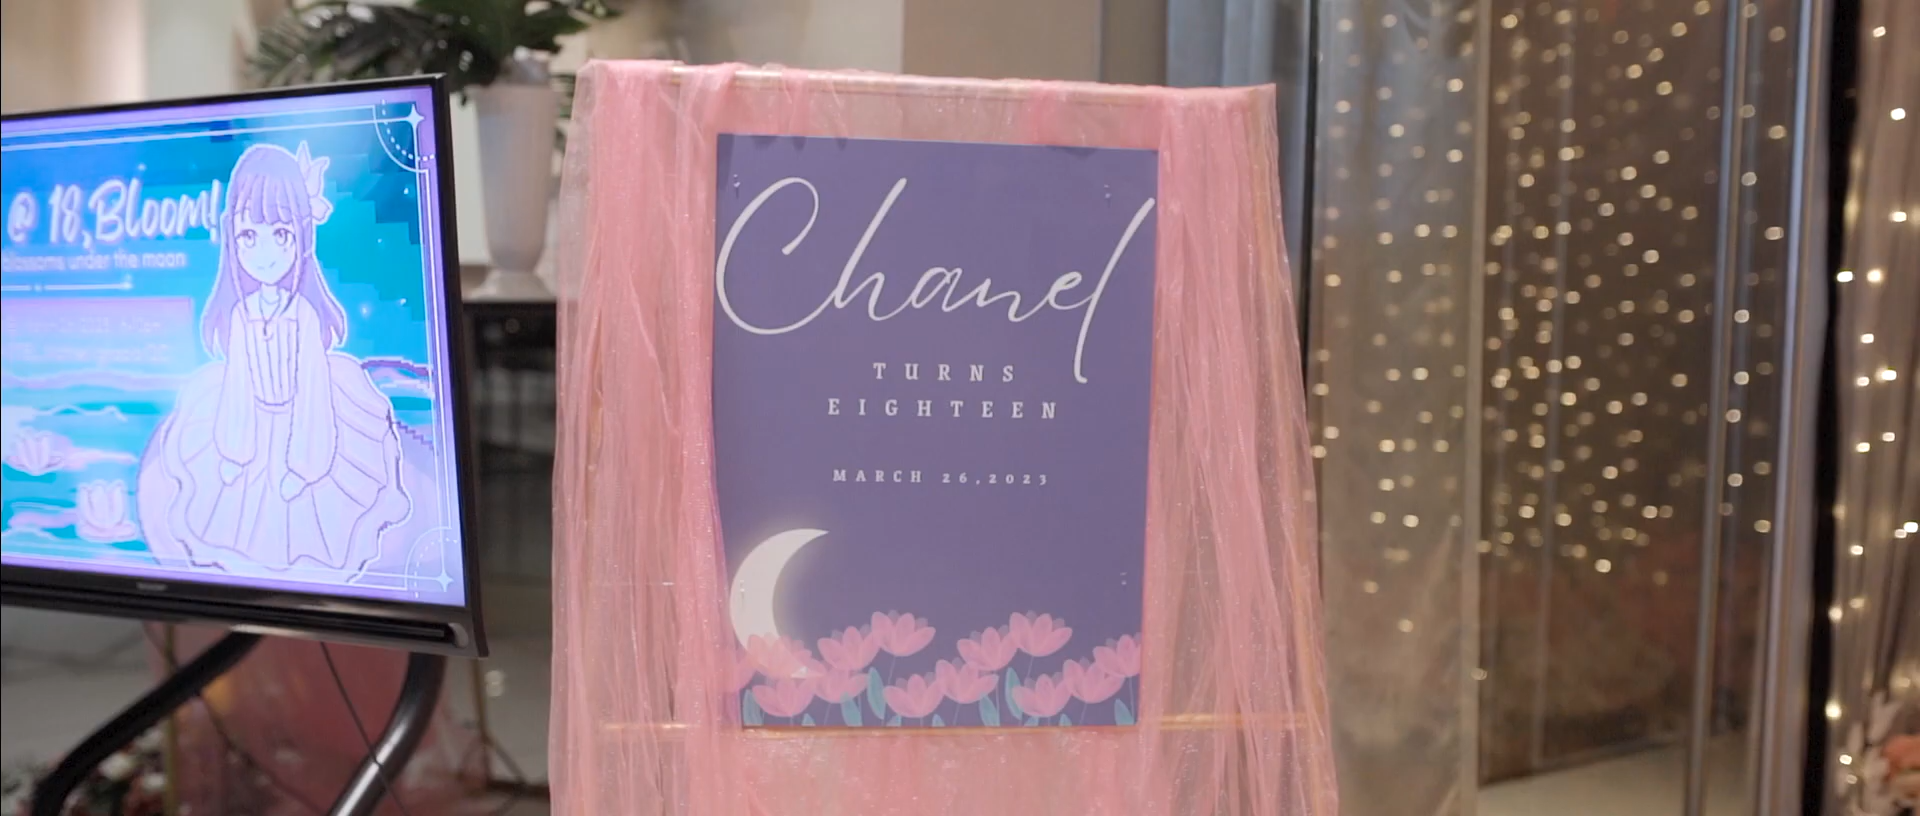 @ 18, Bloom!
blossoms under the moon
Chanel
TURNS
EIGHTEEN
MARCH 26,2023